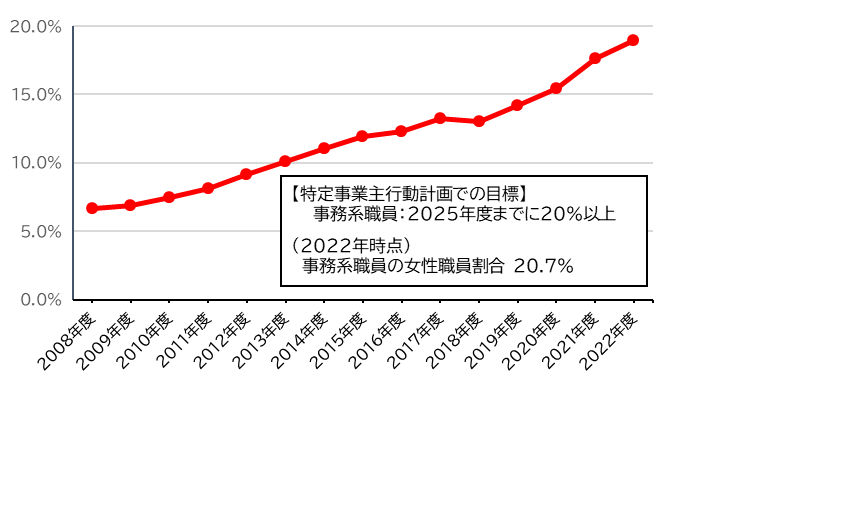 20.0%
15.0%
10.0%
5.0%
0.0%
【特定事業主行動計画での目標】
事務系職員：2025年度までに20%以上
（2022年時点）
事務系職員の女性職員割合 20.7%
2008年度
2009年度
2010年度
2011年度
2012年度
2013年度
2014年度
2015年度
2016年度
2017年度
2018年度
2019年度
2020年度
2021年度
2022年度